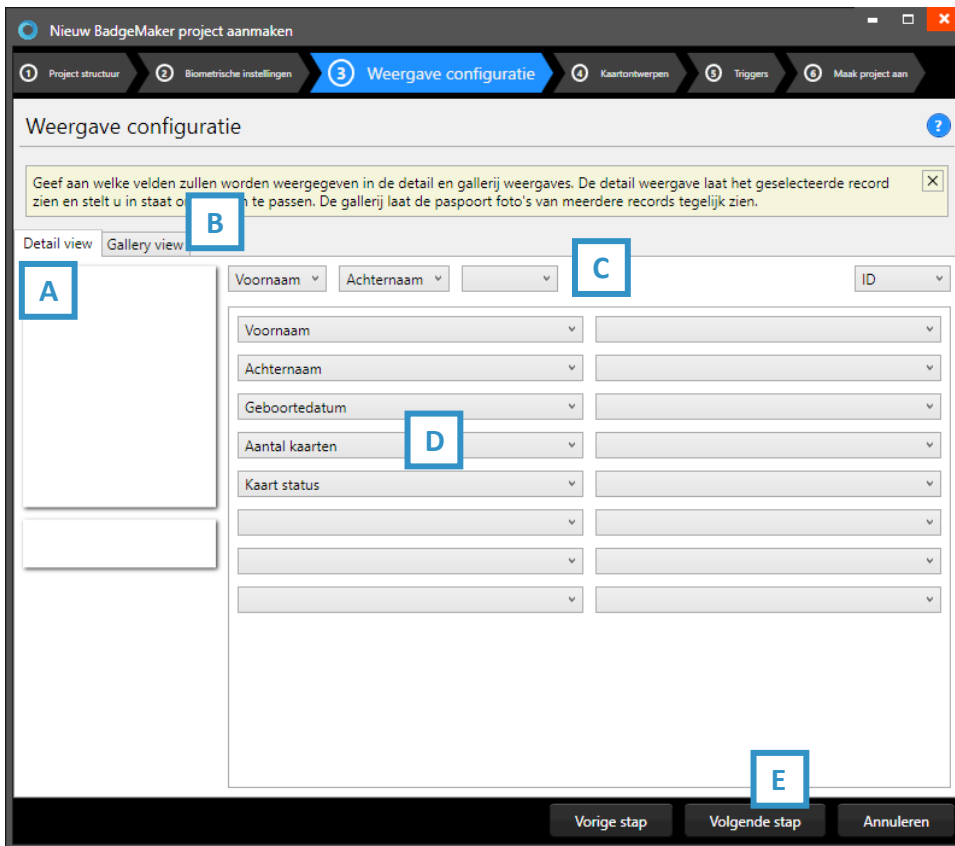 Nieuw BadgeMaker project aanmaken
1 Project structuur 2 Biometrische instellingen 3 Weergave configuratie 4 Kaartontwerpen 5 Triggers 6 Maak project aan
Weergave configuratie ?
Geef aan welke velden zullen worden weergegeven in de detail en gallerij weergaves. De detail weergave laat het geselecteerde record
zien en stelt u in staat te passen. De gallerij laat de paspoort foto's van meerdere records tegelijk zien.
B
Detail view Gallery view
A
Voornaam Achternaam C ID
Voornaam
Achternaam
Geboortedatum
D
Aantal kaarten
Kaart status
E
Vorige stap Volgende stap Annuleren